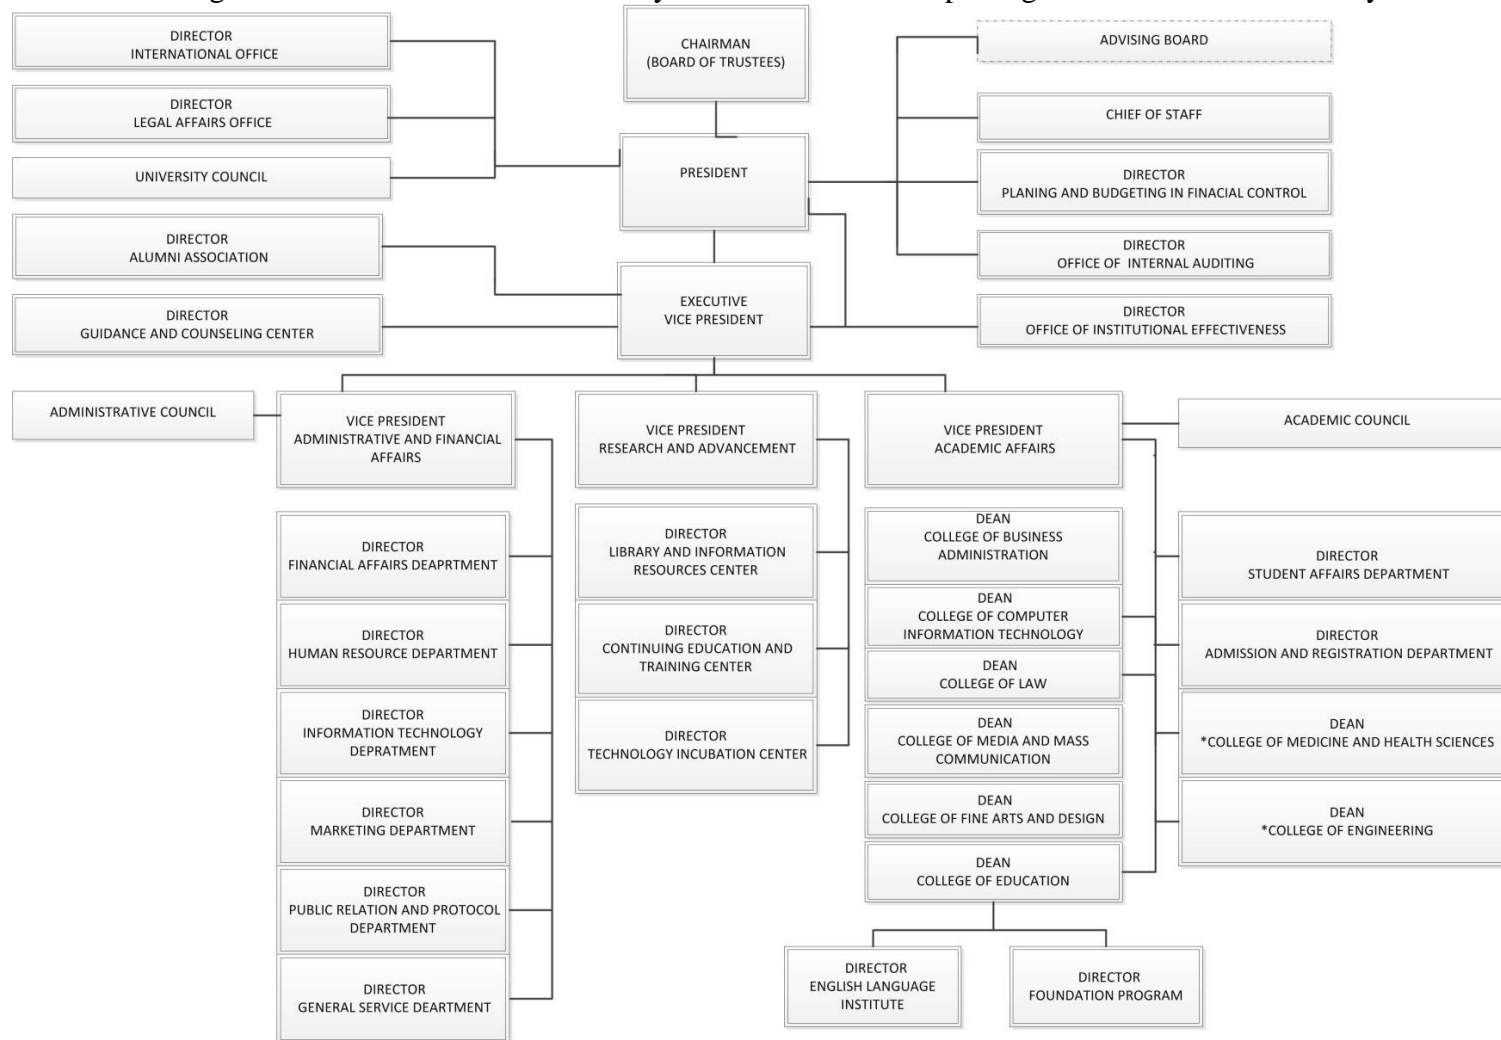 DIRECTOR
INTERNATIONAL OFFICE
CHAIRMAN
(BOARD OF TRUSTEES)
ADVISING BOARD
DIRECTOR
LEGAL AFFAIRS OFFICE
CHIEF OF STAFF
UNIVERSITY COUNCIL
PRESIDENT
DIRECTOR
PLANING AND BUDGETING IN FINACIAL CONTROL
DIRECTOR
ALUMNI ASSOCIATION
DIRECTOR
OFFICE OF INTERNAL AUDITING
DIRECTOR
GUIDANCE AND COUNSELING CENTER
EXECUTIVE
VICE PRESIDENT
DIRECTOR
OFFICE OF INSTITUTIONAL EFFECTIVENESS
ADMINISTRATIVE COUNCIL
VICE PRESIDENT
ADMINISTRATIVE AND FINANCIAL
AFFAIRS
VICE PRESIDENT
RESEARCH AND ADVANCEMENT
VICE PRESIDENT
ACADEMIC AFFAIRS
ACADEMIC COUNCIL
DIRECTOR
FINANCIAL AFFAIRS DEAPRTMENT
DIRECTOR
HUMAN RESOURCE DEPARTMENT
DIRECTOR
INFORMATION TECHNOLOGY
DEPRATMENT
DIRECTOR
MARKETING DEPARTMENT
DIRECTOR
PUBLIC RELATION AND PROTOCOL
DEPARTMENT
DIRECTOR
GENERAL SERVICE DEARTMENT
DIRECTOR
LIBRARY AND INFORMATION
RESOURCES CENTER
DIRECTOR
CONTINUING EDUCATION AND
TRAINING CENTER
DIRECTOR
TECHNOLOGY INCUBATION CENTER
DEAN
COLLEGE OF BUSINESS
ADMINISTRATION
DEAN
COLLEGE OF COMPUTER
INFORMATION TECHNOLOGY
DEAN
COLLEGE OF LAW
DEAN
COLLEGE OF MEDIA AND MASS
COMMUNICATION
DEAN
COLLEGE OF FINE ARTS AND DESIGN
DEAN
COLLEGE OF EDUCATION
DIRECTOR
STUDENT AFFAIRS DEPARTMENT
DIRECTOR
ADMISSION AND REGISTRATION DEPARTMENT
DEAN
*COLLEGE OF MEDICINE AND HEALTH SCIENCES
DEAN
*COLLEGE OF ENGINEERING
DIRECTOR
ENGLISH LANGUAGE
INSTITUTE
DIRECTOR
FOUNDATION PROGRAM